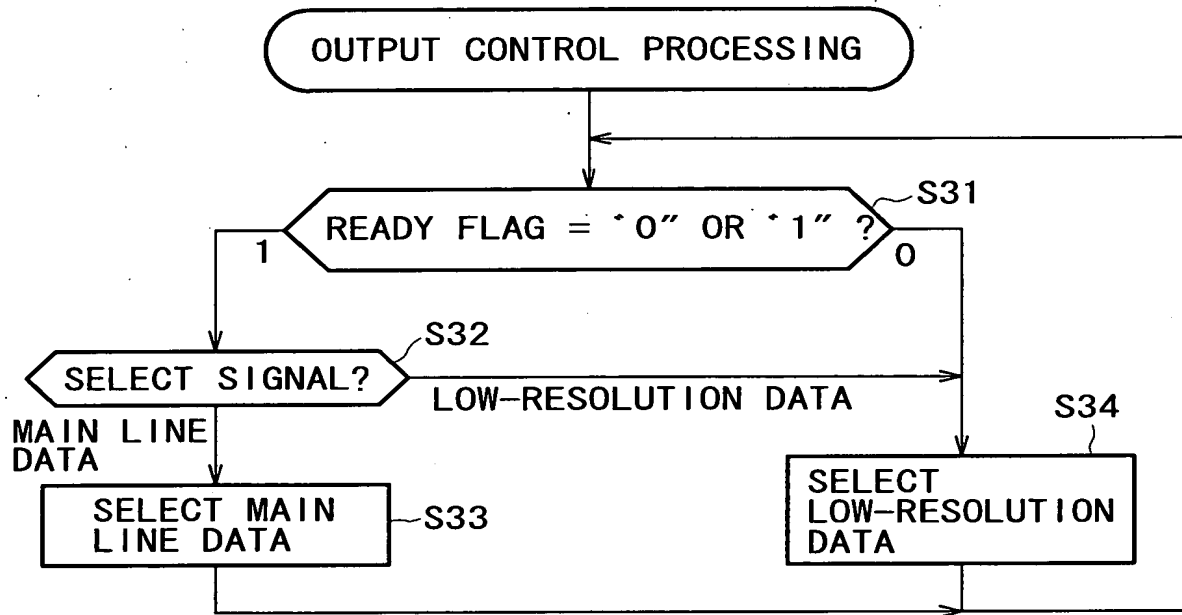 OUTPUT CONTROL PROCESSING
S31
READY FLAG = "0" OR "1" ?
1
0
S32
SELECT SIGNAL?
LOW-RESOLUTION DATA
MAIN LINE
DATA
S34
SELECT MAIN
LINE DATA
S33
SELECT
LOW-RESOLUTION
DATA